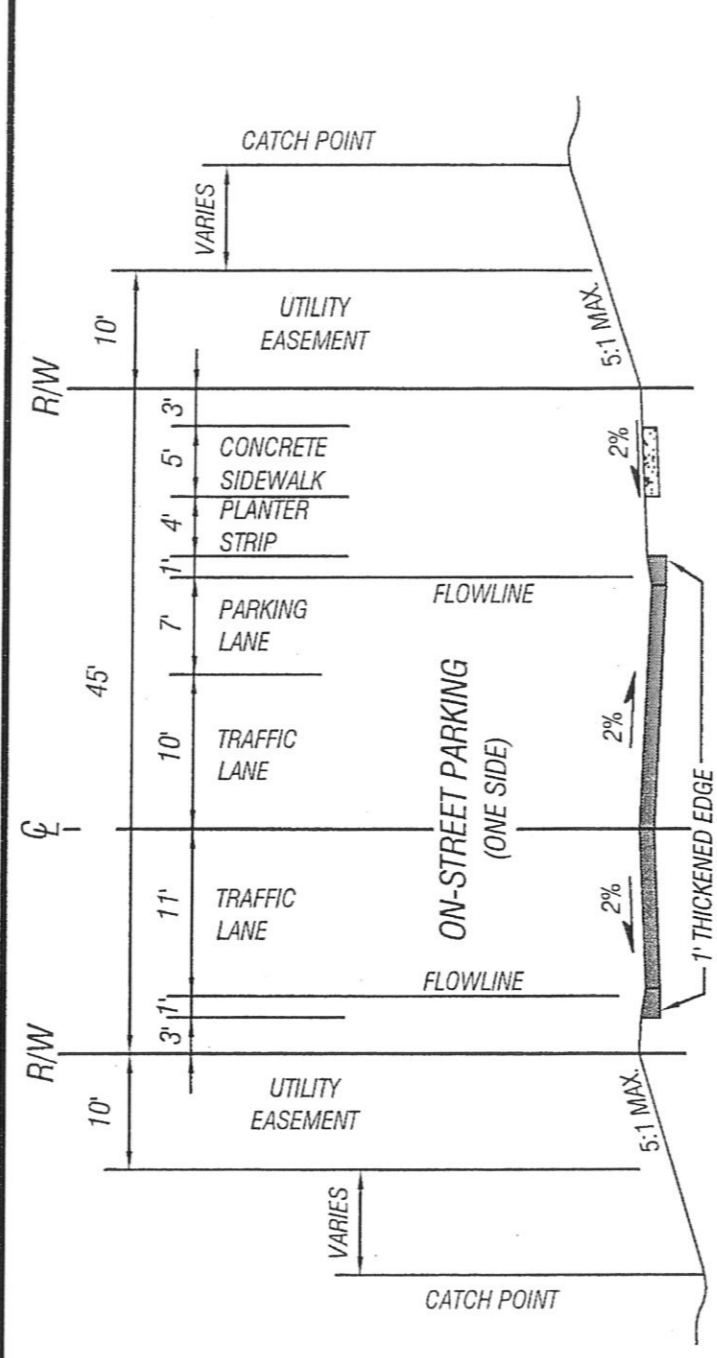 R/W
℄
R/W
10'
45'
10'
3'
1'
11'
10'
7'
1'
4'
5'
3'
CATCH POINT
VARIES
UTILITY
EASEMENT
CONCRETE
SIDEWALK
PLANTER
STRIP
PARKING
LANE
TRAFFIC
LANE
TRAFFIC
LANE
FLOWLINE
FLOWLINE
ON-STREET PARKING
(ONE SIDE)
UTILITY
EASEMENT
VARIES
CATCH POINT
5:1 MAX.
2%
2%
2%
5:1 MAX.
1' THICKENED EDGE